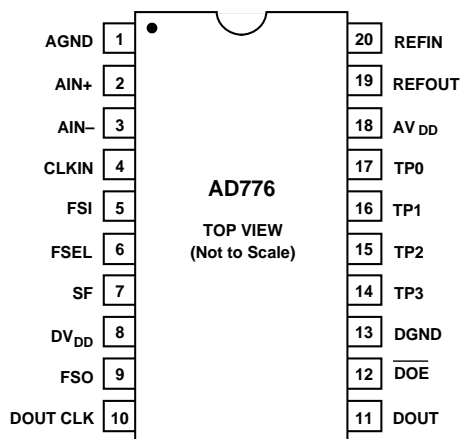 AGND 1 20 REFIN
AIN+ 2 19 REFOUT
AIN– 3 18 AVDD
CLKIN 4 17 TP0
FSI 5 16 TP1
FSEL 6 15 TP2
SF 7 14 TP3
DVDD 8 13 DGND
FSO 9 12 DOE
DOUT CLK 10 11 DOUT
AD776
TOP VIEW
(Not to Scale)